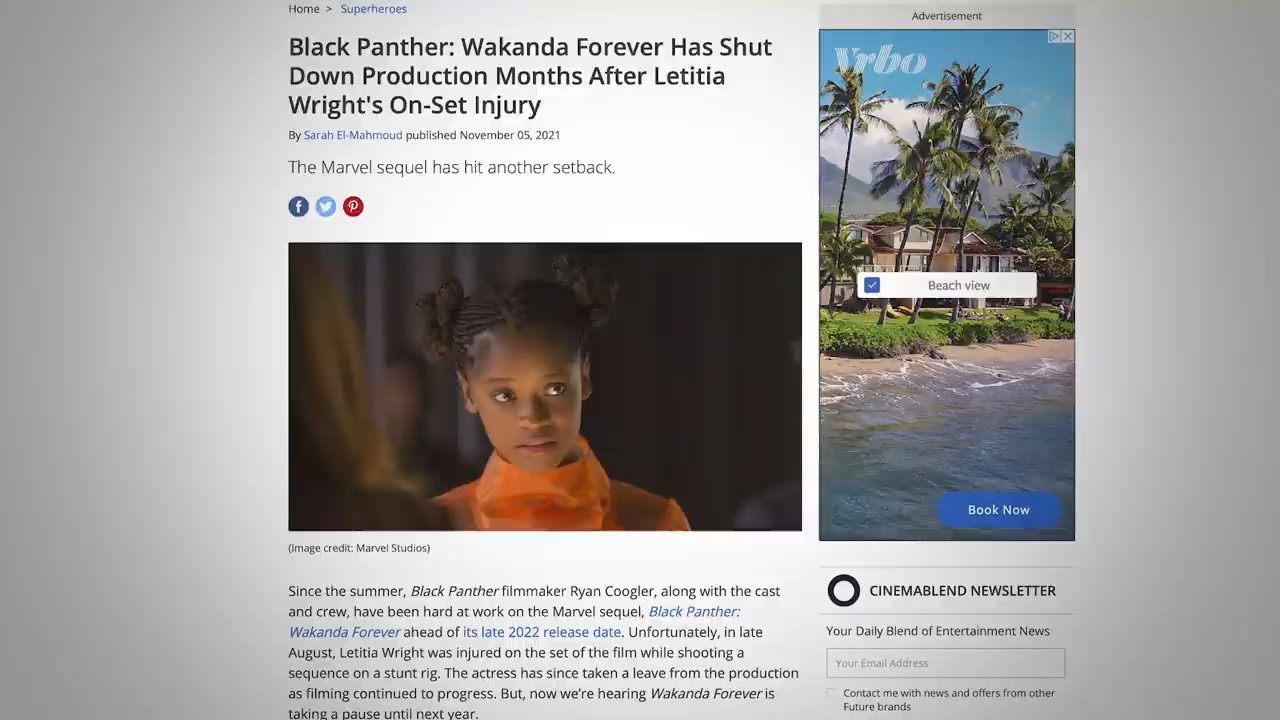 Home > Superheroes
Black Panther: Wakanda Forever Has Shut
Down Production Months After Letitia
Wright's On-Set Injury
By Sarah El-Mahmoud published November 05, 2021
The Marvel sequel has hit another setback.
(Image credit: Marvel Studios)
Since the summer, Black Panther filmmaker Ryan Coogler, along with the cast
and crew, have been hard at work on the Marvel sequel, Black Panther:
Wakanda Forever ahead of its late 2022 release date. Unfortunately, in late
August, Letitia Wright was injured on the set of the film while shooting a
sequence on a stunt rig. The actress has since taken a leave from the production
as filming continued to progress. But, now we're hearing Wakanda Forever is
taking a pause until next year.
Advertisement
Vrbo
Beach view
Book Now
CINEMABLEND NEWSLETTER
Your Daily Blend of Entertainment News
Your Email Address
Contact me with news and offers from other
Future brands